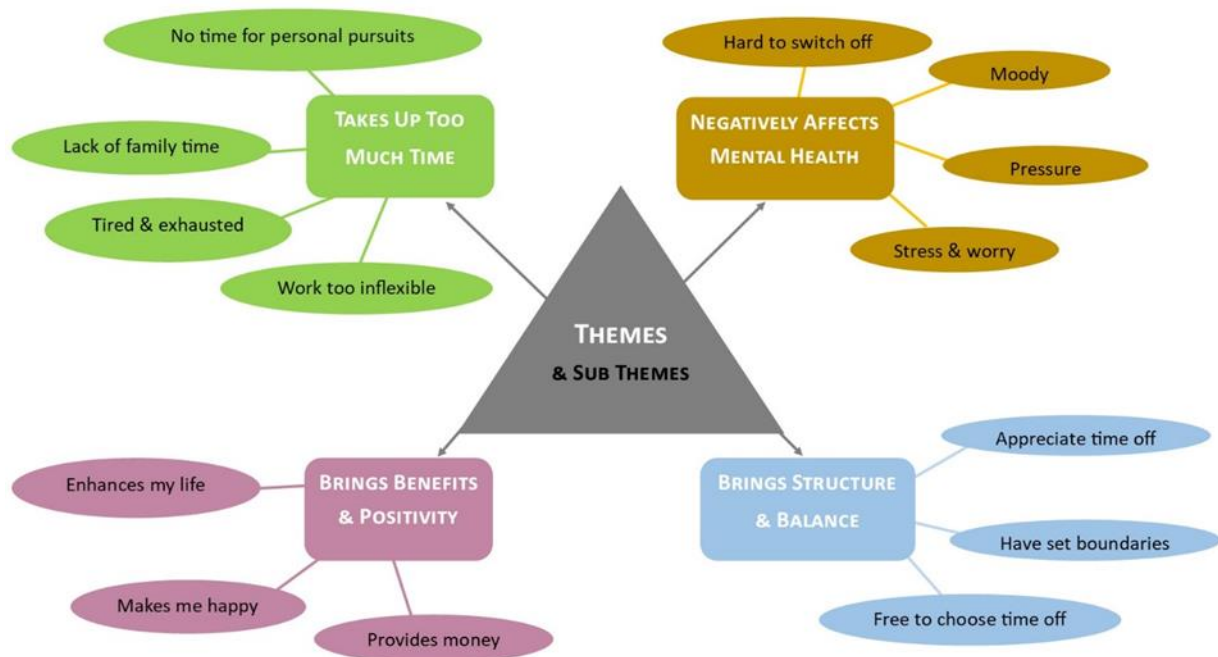 No time for personal pursuits
Lack of family time
Tired & exhausted
Work too inflexible
TAKES UP TOO
MUCH TIME
Hard to switch off
Moody
Pressure
Stress & worry
NEGATIVELY AFFECTS
MENTAL HEALTH
THEMES
& SUB THEMES
Enhances my life
Makes me happy
Provides money
BRINGS BENEFITS
& POSITIVITY
BRINGS STRUCTURE
& BALANCE
Appreciate time off
Have set boundaries
Free to choose time off